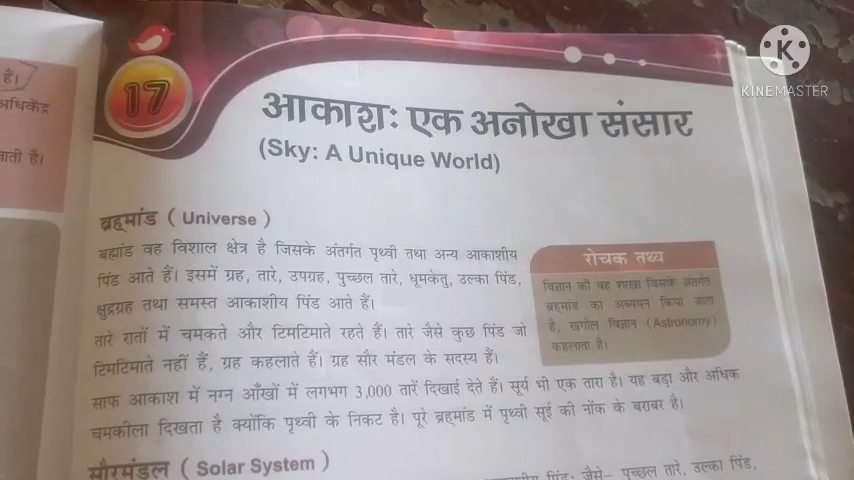 है।
अधिकेंद्र
जाती है।
17
KINEMASTER
आकाश: एक अनोखा संसार
(Sky: A Unique World)
ब्रह्मांड ( Universe )
बह्मांड वह विशाल क्षेत्र है जिसके अंतर्गत पृथ्वी तथा अन्य आकाशीय
पिंड आते हैं। इसमें ग्रह, तारे, उपग्रह, पुच्छल तारे, धूमकेतु, उल्का पिंड,
क्षुद्रग्रह तथा समस्त आकाशीय पिंड आते हैं।
तारे रातों में चमकते और टिमटिमाते रहते हैं। तारे जैसे कुछ पिंड जो
टिमटिमाते नहीं हैं, ग्रह कहलाते हैं। ग्रह सौर मंडल के सदस्य हैं।
रोचक तथ्य
विज्ञान की वह शाखा जिसके अंतर्गत
ब्रहमांड का अध्ययन किया जाता
है, खगोल विज्ञान (Astronomy)
कहलाता है।
साफ आकाश में नग्न आँखों में लगभग 3,000 तारें दिखाई देते हैं। सूर्य भी एक तारा है। यह बड़ा और अधिक
चमकीला दिखता है क्योंकि पृथ्वी के निकट है। पूरे ब्रह्मांड में पृथ्वी सूई की नोंक के बराबर है।
सौरमंडल ( Solar System )
पिंड; जैसे– पुच्छल तारे, उल्का पिंड,